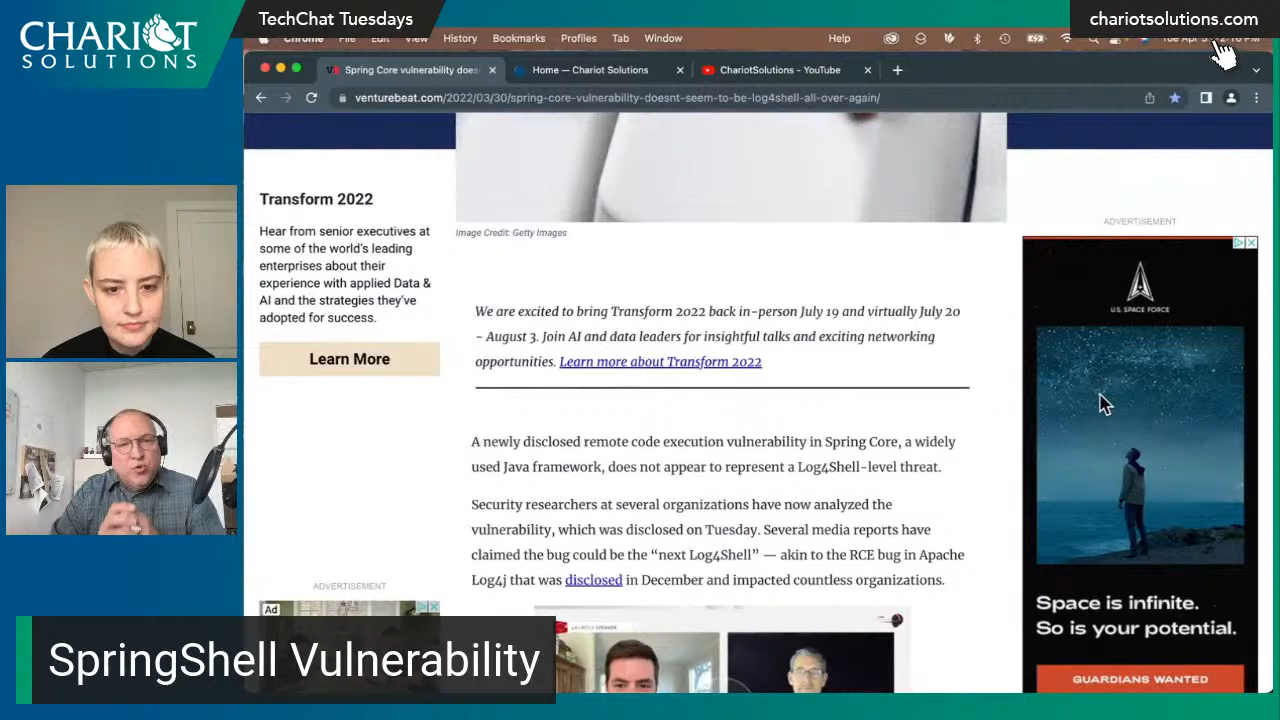 CHARIOT
SOLUTIONS
TechChat Tuesdays
chariotsolutions.com
Chrome File Edit View History Bookmarks Profiles Tab Window Help
Spring Core vulnerability does
Home — Chariot Solutions
ChariotSolutions - YouTube
venturebeat.com/2022/03/30/spring-core-vulnerability-doesnt-seem-to-be-log4shell-all-over-again/
Transform 2022
Hear from senior executives at
some of the world's leading
enterprises about their
experience with applied Data &
AI and the strategies they've
adopted for success.
Learn More
ADVERTISEMENT
Ad
Image Credit: Getty Images
We are excited to bring Transform 2022 back in-person July 19 and virtually July 20
- August 3. Join AI and data leaders for insightful talks and exciting networking
opportunities. Learn more about Transform 2022
A newly disclosed remote code execution vulnerability in Spring Core, a widely
used Java framework, does not appear to represent a Log4Shell-level threat.
Security researchers at several organizations have now analyzed the
vulnerability, which was disclosed on Tuesday. Several media reports have
claimed the bug could be the “next Log4Shell” — akin to the RCE bug in Apache
Log4j that was disclosed in December and impacted countless organizations.
ADVERTISEMENT
U.S. SPACE FORCE
Space is infinite.
So is your potential.
GUARDIANS WANTED
SpringShell Vulnerability